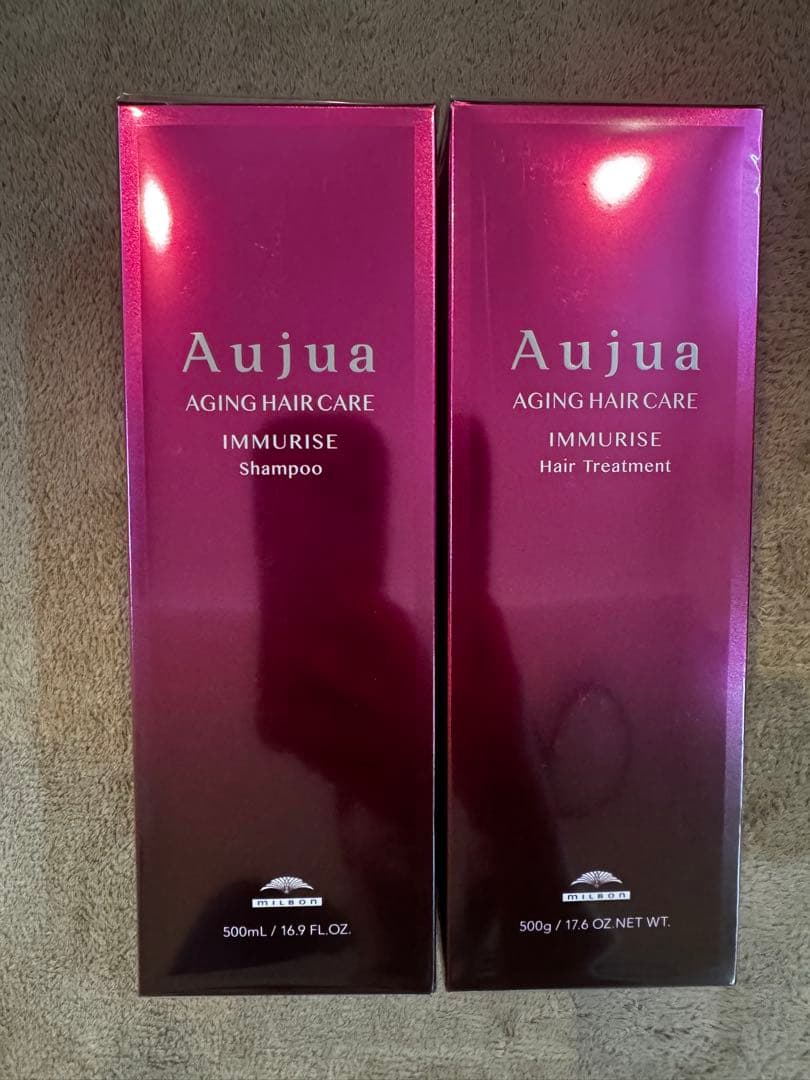 Aujua
AGING HAIR CARE
IMMURISE
Shampoo
MILBON
500mL / 16.9 FL.OZ.
Aujua
AGING HAIR CARE
IMMURISE
Hair Treatment
MILBON
500g / 17.6 OZ.NET WT.